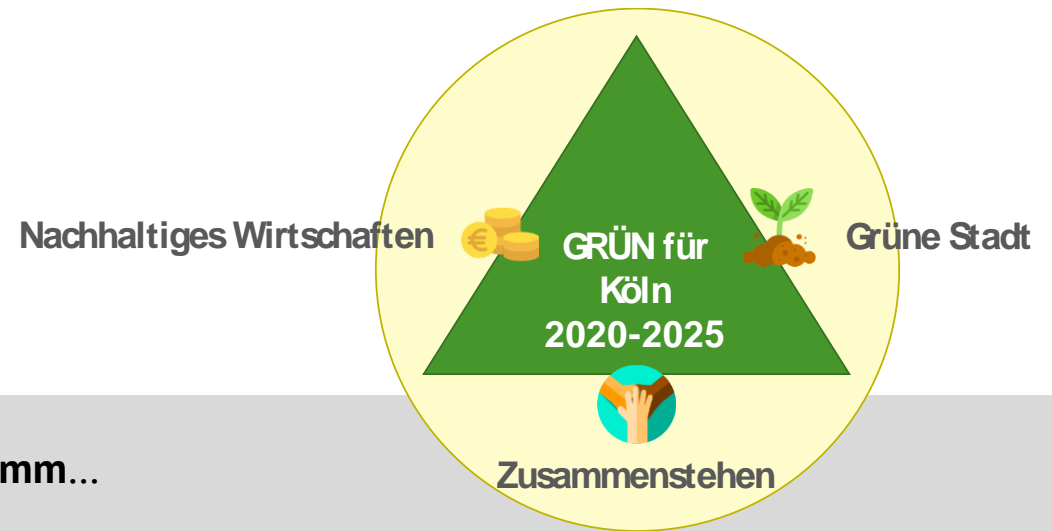 Nachhaltiges Wirtschaften
GRÜN für
Köln
2020-2025
Grüne Stadt
Zusammenstehen
mm...